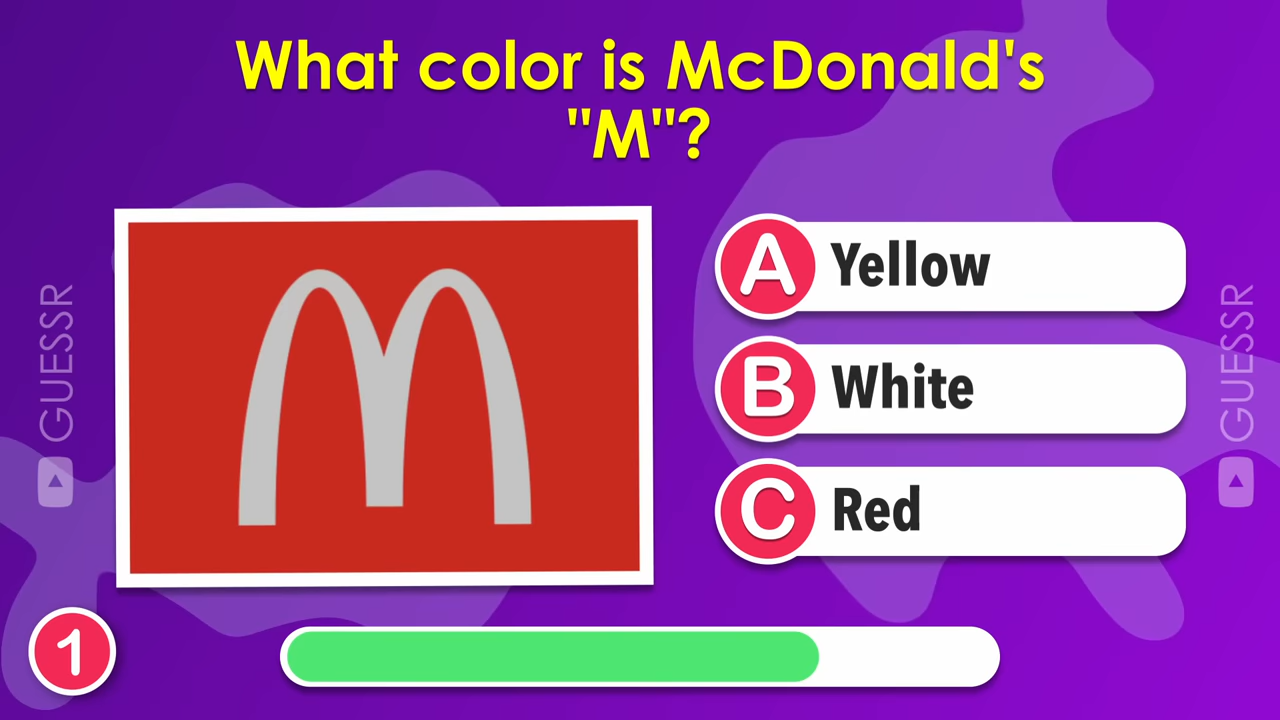 What color is McDonald's
"M"?
A Yellow
B White
C Red
1
GUESSR
GUESSR